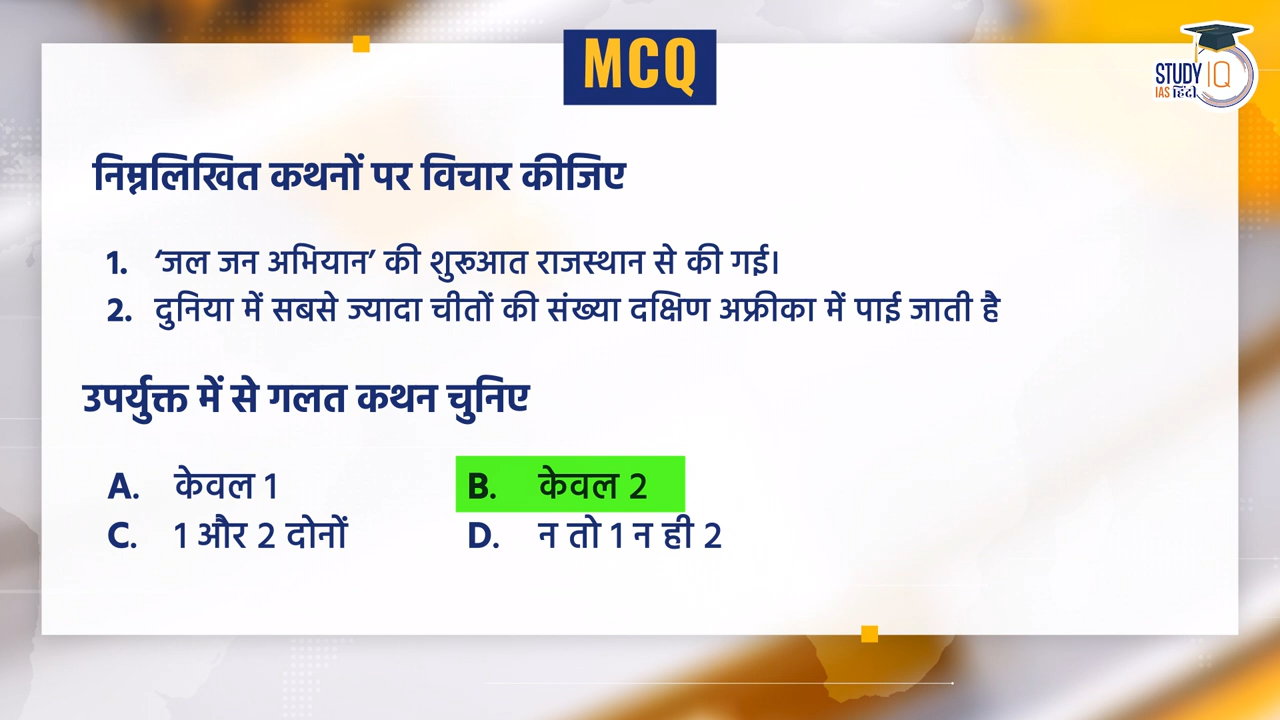 MCQ
STUDY IQ
IAS हिंदी
निम्नलिखित कथनों पर विचार कीजिए
1. ‘जल जन अभियान’ की शुरूआत राजस्थान से की गई।
2. दुनिया में सबसे ज्यादा चीतों की संख्या दक्षिण अफ्रीका में पाई जाती है
उपर्युक्त में से गलत कथन चुनिए
A. केवल 1 B. केवल 2
C. 1 और 2 दोनों D. न तो 1 न ही 2